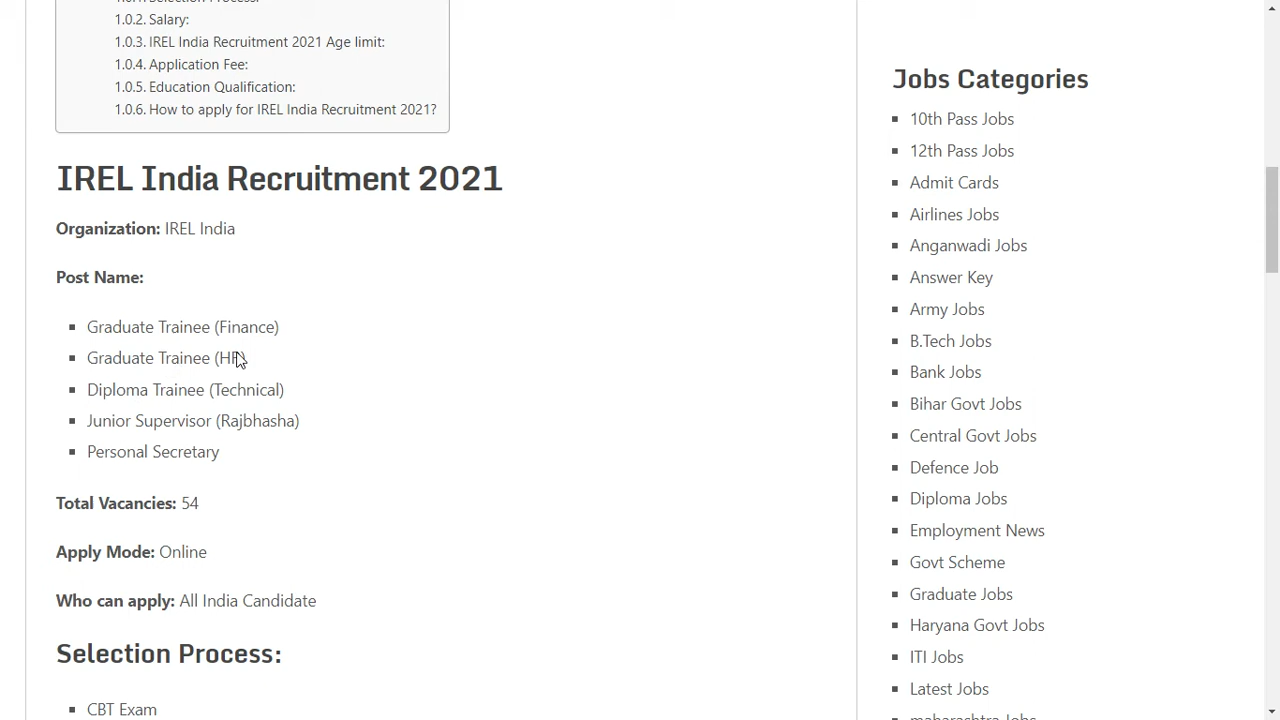 1.0.2. Salary:
1.0.3. IREL India Recruitment 2021 Age limit:
1.0.4. Application Fee:
1.0.5. Education Qualification:
1.0.6. How to apply for IREL India Recruitment 2021?
IREL India Recruitment 2021
Organization: IREL India
Post Name:
Graduate Trainee (Finance)
Graduate Trainee (HR)
Diploma Trainee (Technical)
Junior Supervisor (Rajbhasha)
Personal Secretary
Total Vacancies: 54
Apply Mode: Online
Who can apply: All India Candidate
Selection Process:
CBT Exam
Jobs Categories
10th Pass Jobs
12th Pass Jobs
Admit Cards
Airlines Jobs
Anganwadi Jobs
Answer Key
Army Jobs
B.Tech Jobs
Bank Jobs
Bihar Govt Jobs
Central Govt Jobs
Defence Job
Diploma Jobs
Employment News
Govt Scheme
Graduate Jobs
Haryana Govt Jobs
ITI Jobs
Latest Jobs
maharashtra Jobs